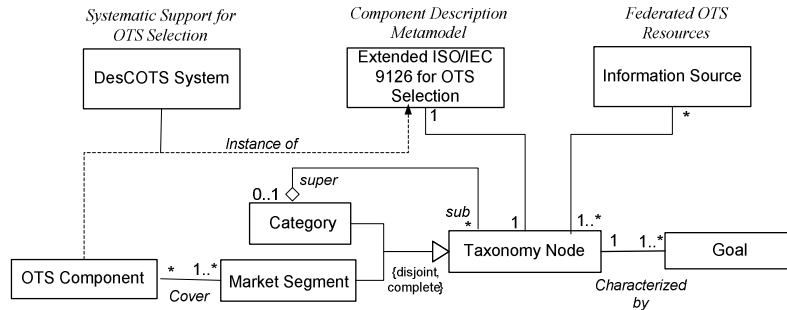 Systematic Support for
OTS Selection
Component Description
Metamodel
Federated OTS
Resources
DesCOTS System
Extended ISO/IEC
9126 for OTS
Selection
Information Source
1
*
Instance of
super
0..1
sub
*
1
1..*
Category
Taxonomy Node
1
1..*
Goal
{disjoint,
complete}
OTS Component
*
1..*
Market Segment
Cover
Characterized
by